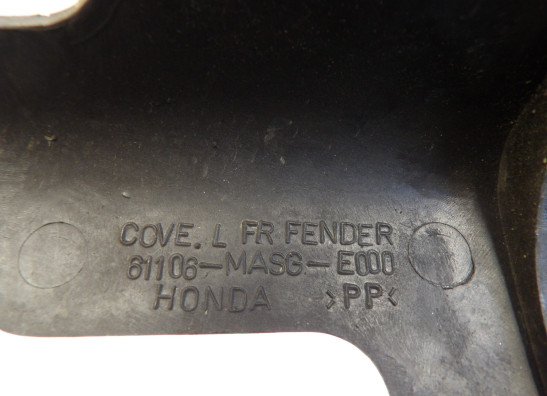 COVE. L FR FENDER
61106-MASG-E000
HONDA >PP<